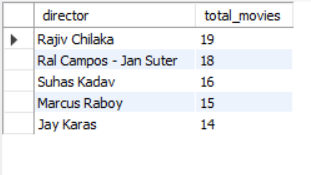 director total_movies
Rajiv Chilaka 19
Ral Campos - Jan Suter 18
Suhas Kadav 16
Marcus Raboy 15
Jay Karas 14